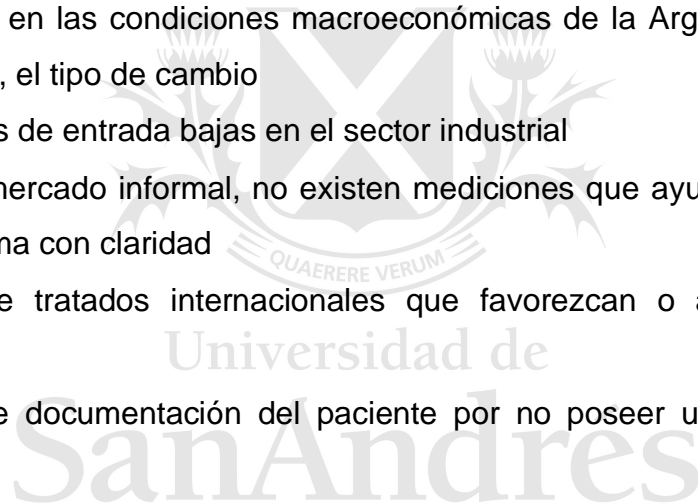 en las condiciones macroeconómicas de la Arg
, el tipo de cambio
s de entrada bajas en el sector industrial
mercado informal, no existen mediciones que ayu
ma con claridad
QUAERERE VERUM
e tratados internacionales que favorezcan o a
Universidad de
e documentación del paciente por no poseer u
SanAndrés